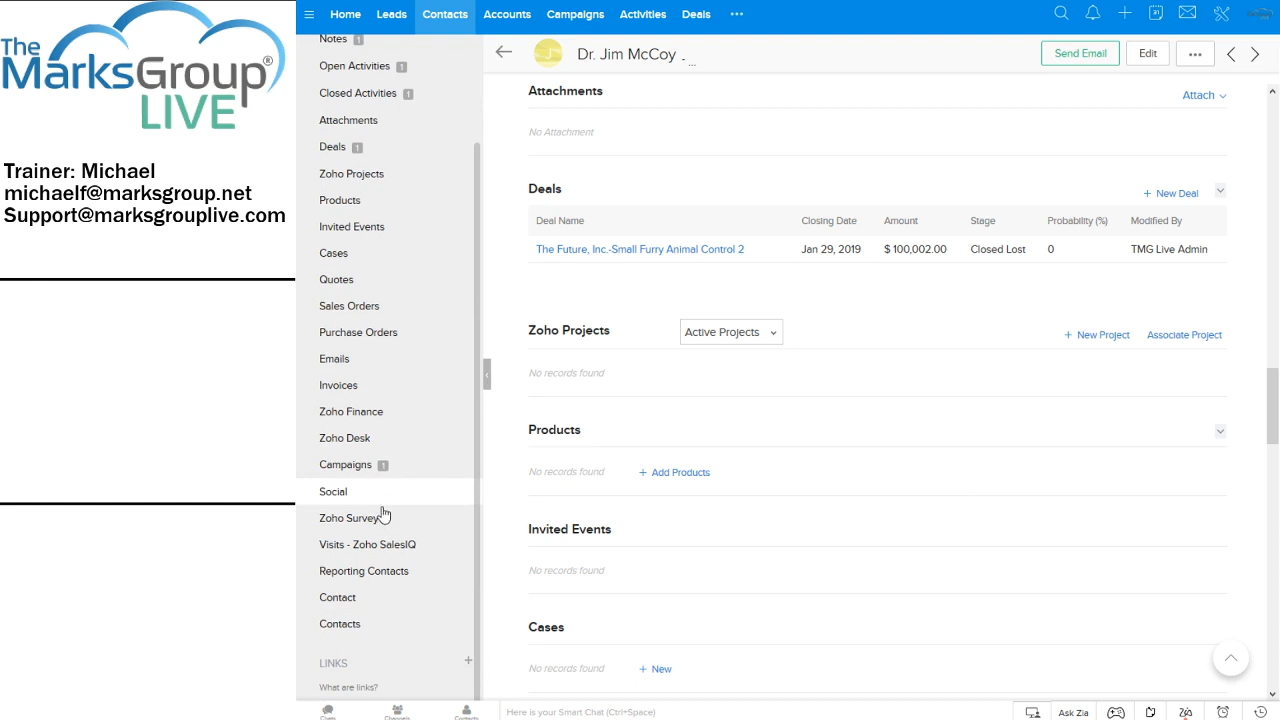 The
MarksGroup®
LIVE
Trainer: Michael
michaelf@marksgroup.net
Support@marksgrouplive.com
Home Leads Contacts Accounts Campaigns Activities Deals •••
Notes 1
Open Activities 1
Closed Activities 1
Attachments
Deals 1
Zoho Projects
Products
Invited Events
Cases
Quotes
Sales Orders
Purchase Orders
Emails
Invoices
Zoho Finance
Zoho Desk
Campaigns 1
Social
Zoho Survey
Visits - Zoho SalesIQ
Reporting Contacts
Contact
Contacts
LINKS +
What are links?
Chats Channels Contacts
Dr. Jim McCoy . ...
Send Email Edit •••
Attachments Attach
No Attachment
Deals + New Deal
Deal Name Closing Date Amount Stage Probability (%) Modified By
The Future, Inc.-Small Furry Animal Control 2 Jan 29, 2019 $ 100,002.00 Closed Lost 0 TMG Live Admin
Zoho Projects Active Projects + New Project Associate Project
No records found
Products
No records found + Add Products
Invited Events
No records found
Cases
No records found + New
Here is your Smart Chat (Ctrl+Space) Ask Zia